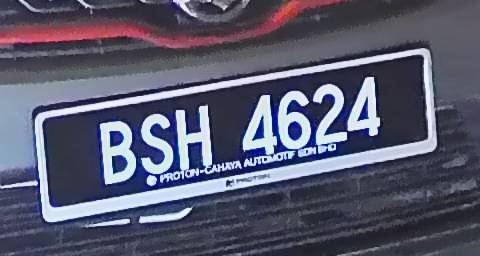 BSH 4624
PROTON-CAHAYA AUTOMOTIF SDN BHD
PROTON